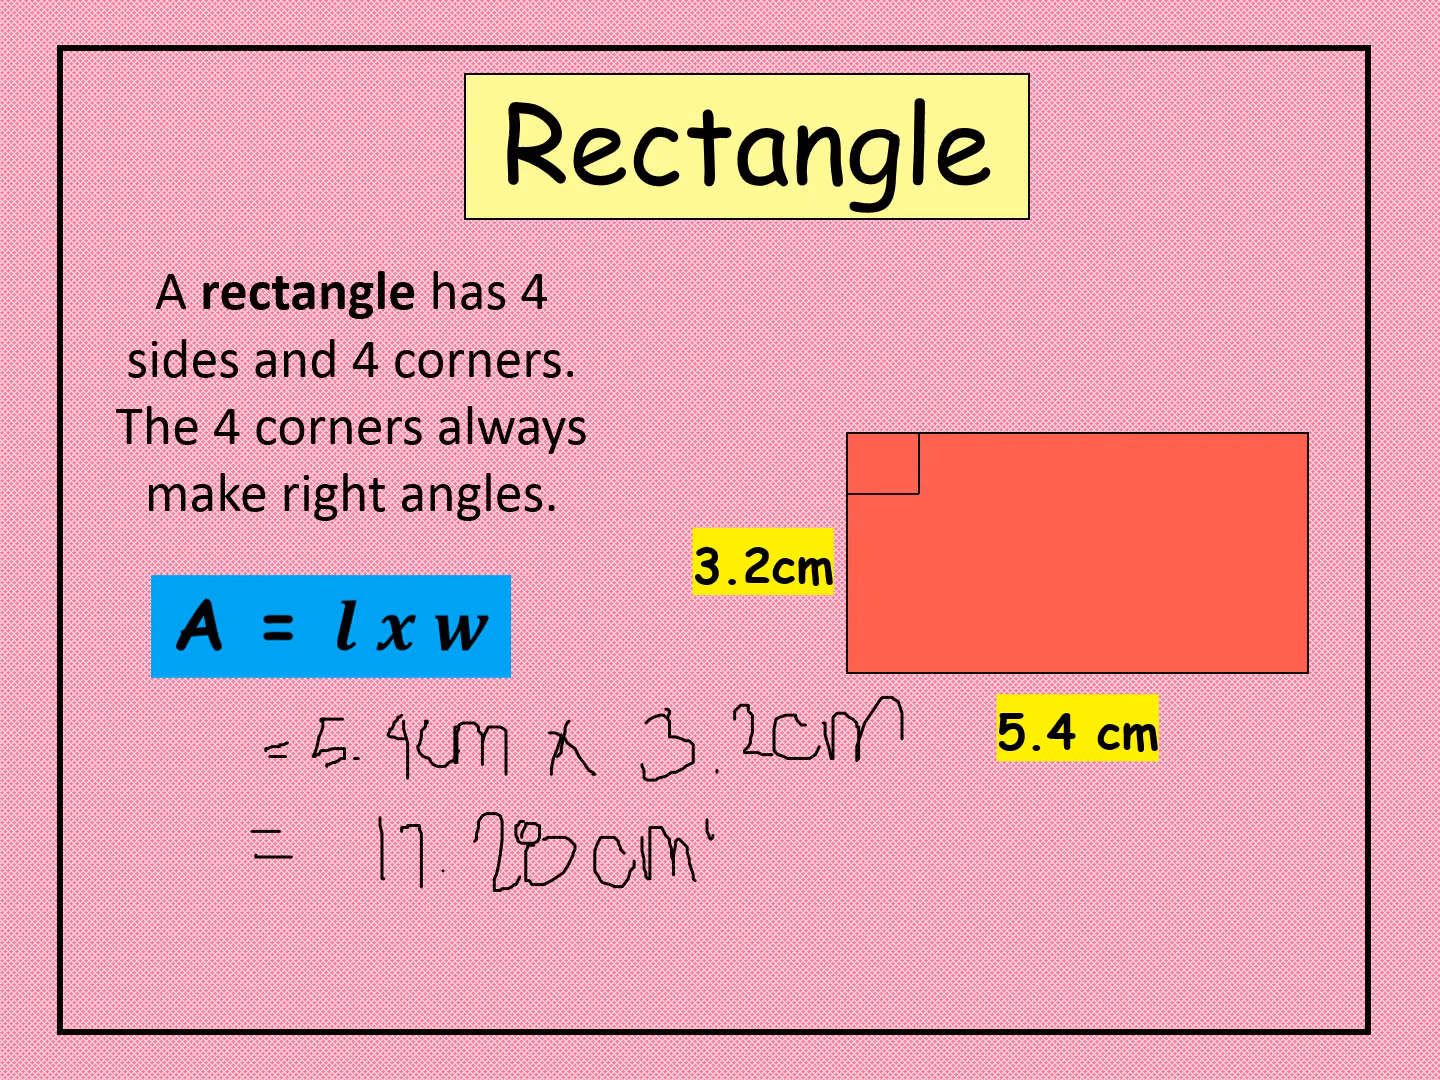 Rectangle
A rectangle has 4
sides and 4 corners.
The 4 corners always
make right angles.
3.2cm
A = l x w
5.4 cm
= 5.4cm x 3.2cm
= 17.28cm